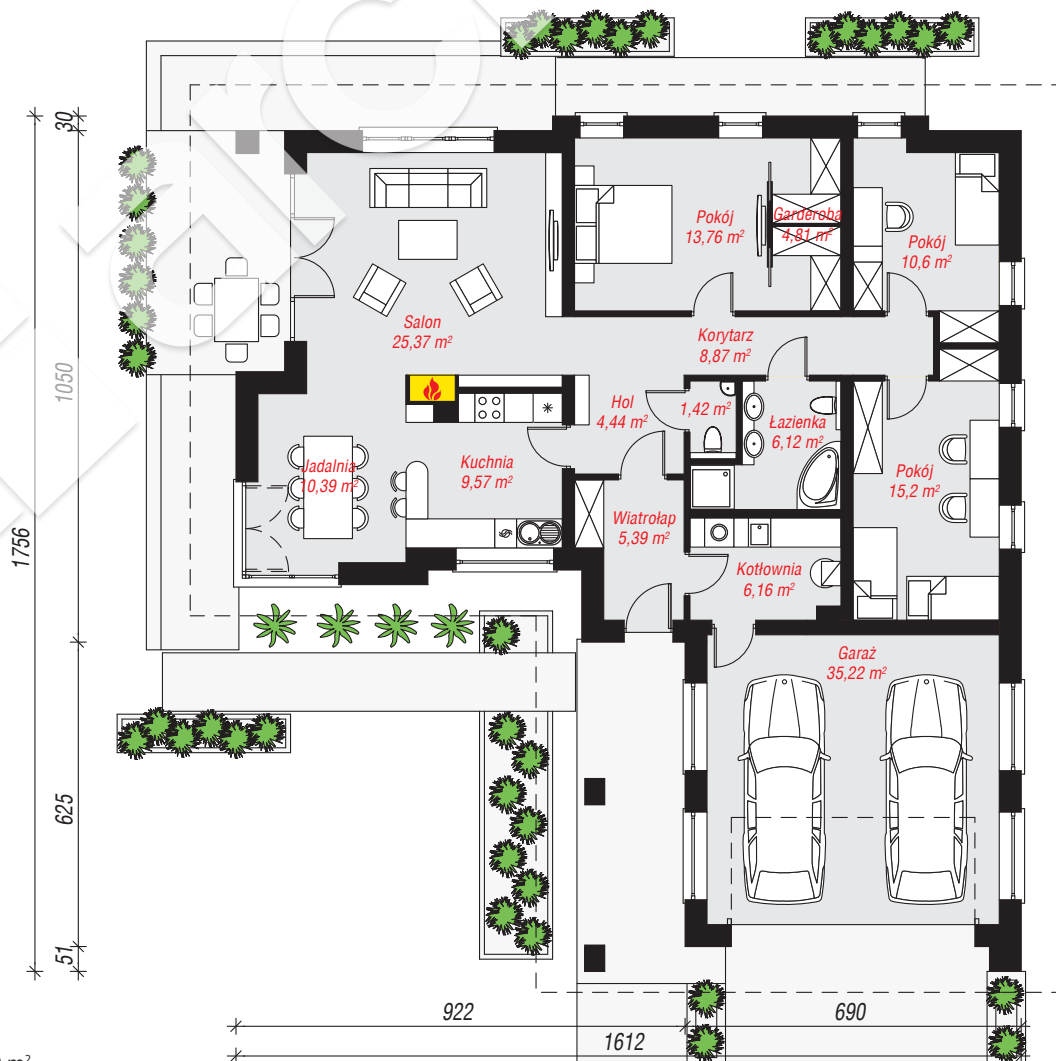 Pokój
13,76 m²
Garderoba
4,81 m²
Pokój
10,6 m²
Salon
25,37 m²
Korytarz
8,87 m²
Hol
4,44 m²
1,42 m²
Łazienka
6,12 m²
Jadalnia
10,39 m²
Kuchnia
9,57 m²
Pokój
15,2 m²
Wiatrołap
5,39 m²
Kotłownia
6,16 m²
Garaż
35,22 m²
30
1050
1756
625
51
922
690
1612
m²